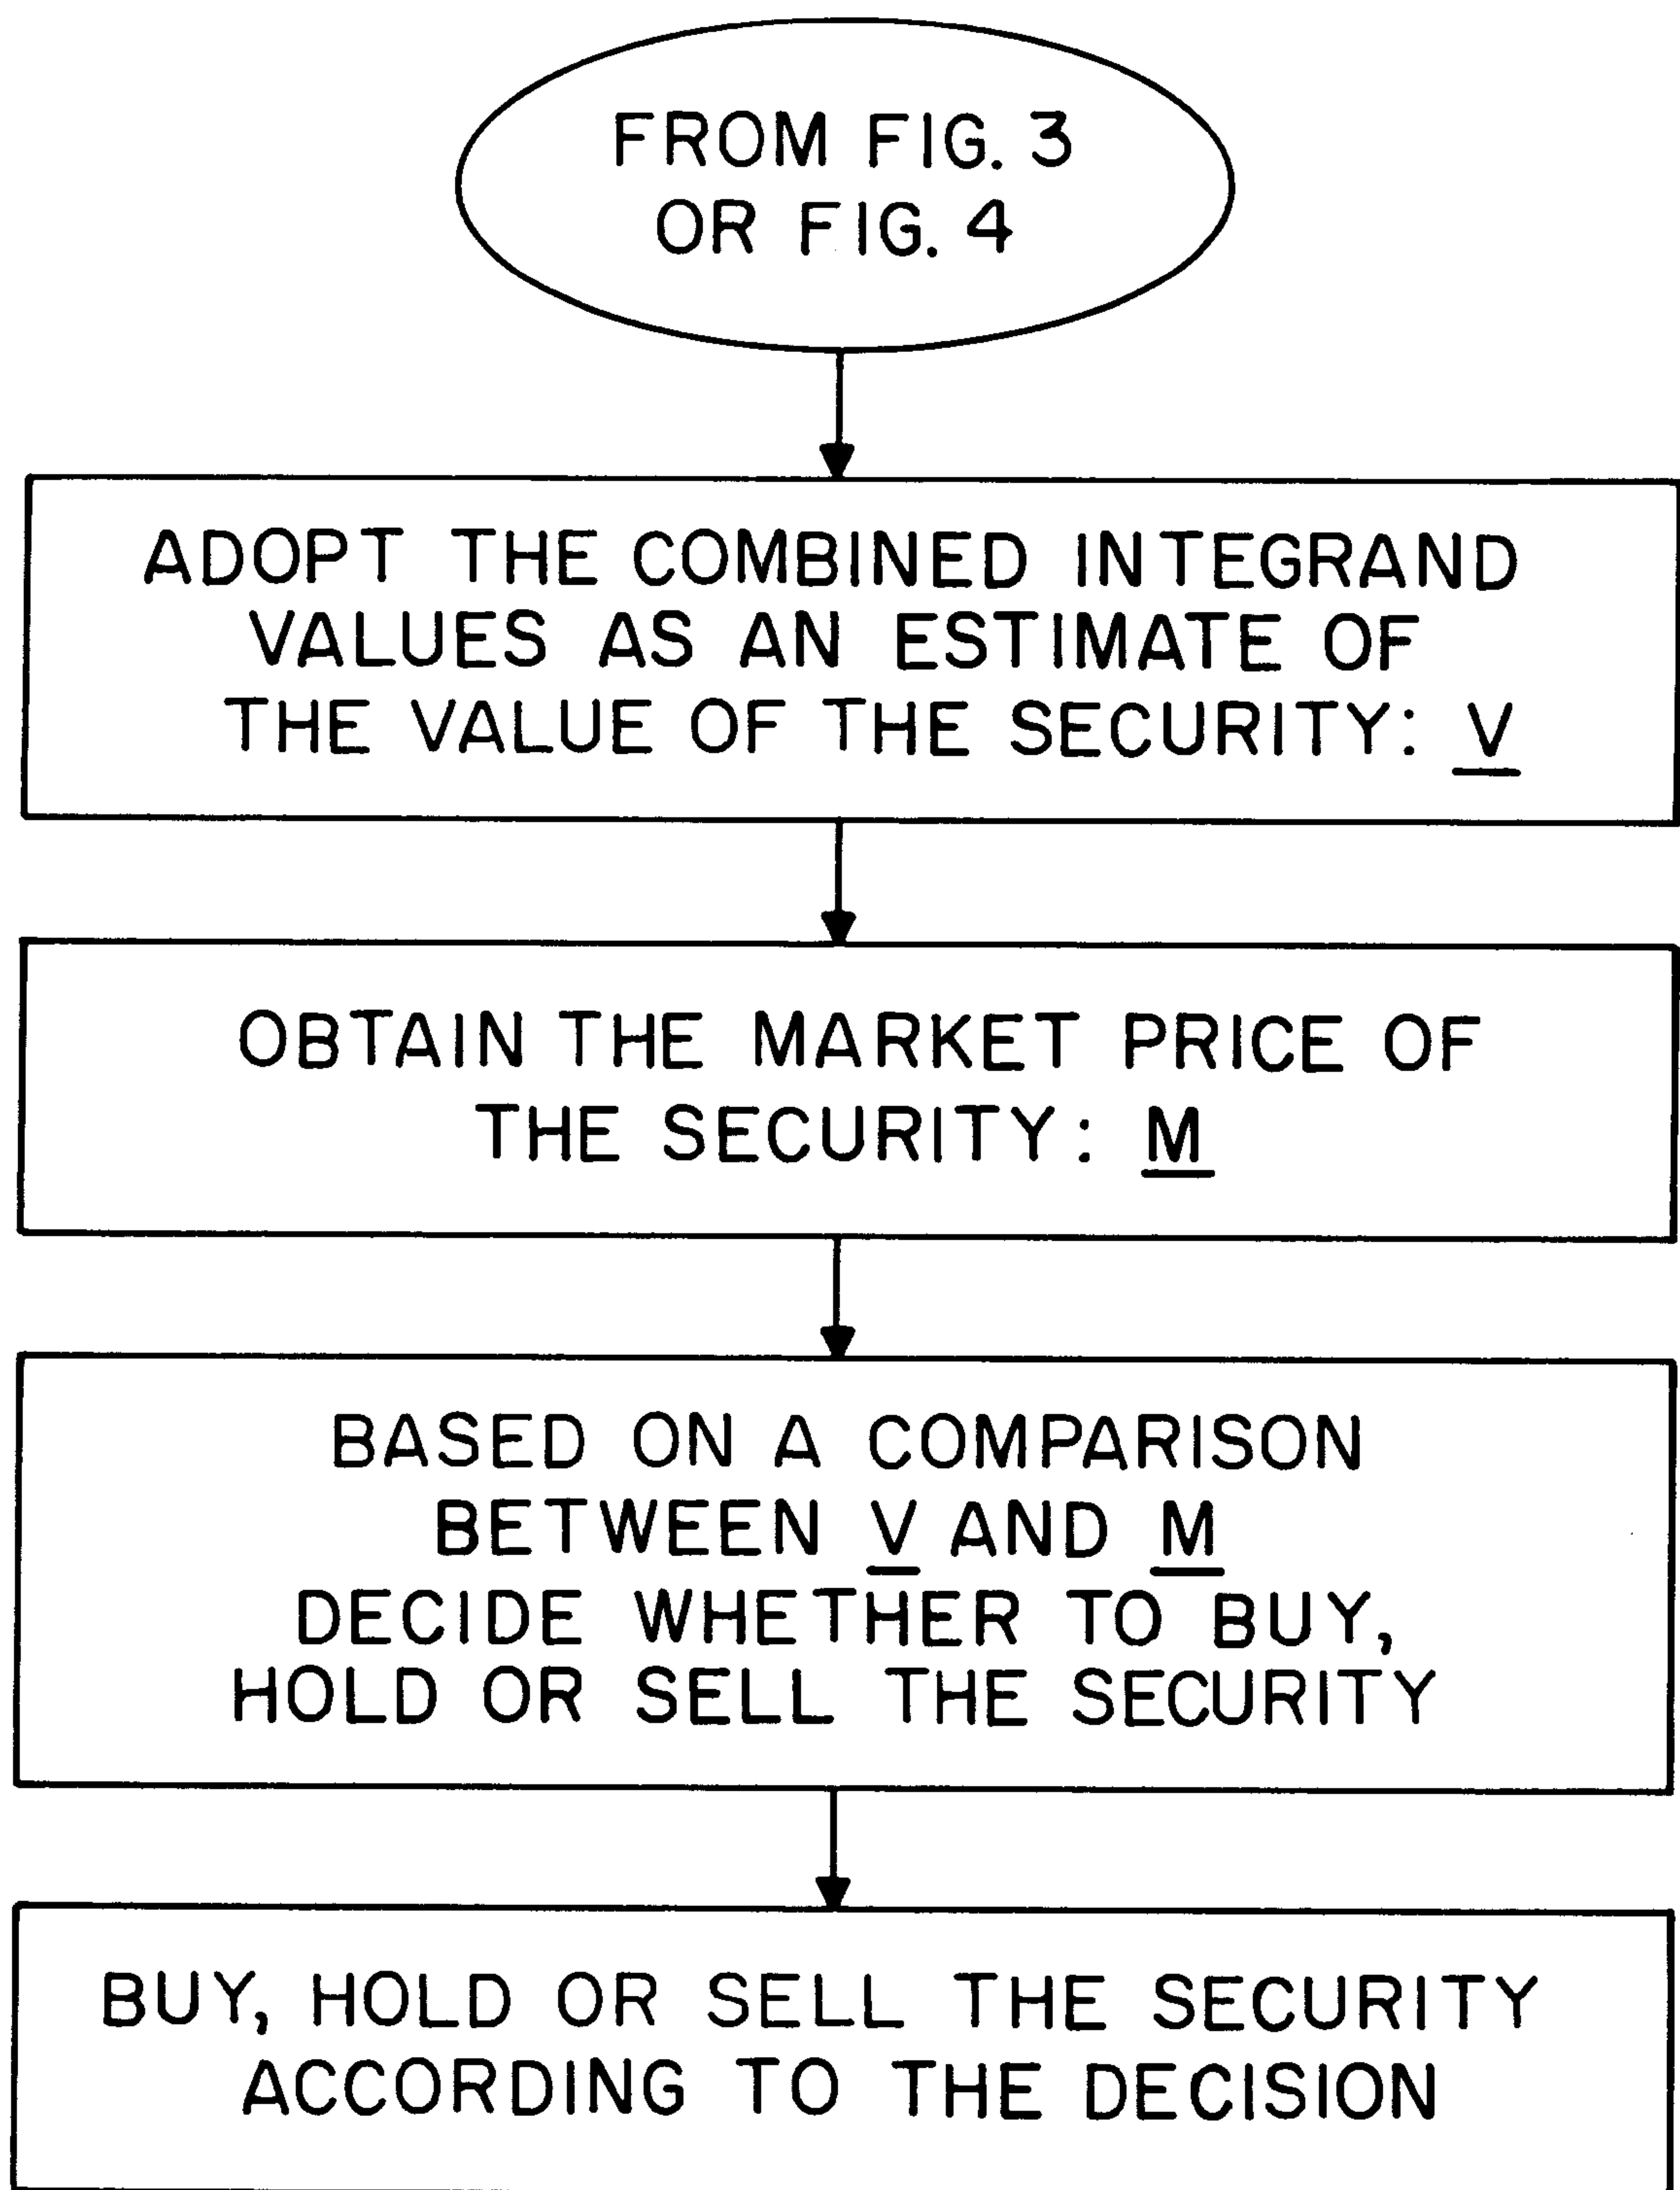 FROM FIG. 3
OR FIG. 4
ADOPT THE COMBINED INTEGRAND
VALUES AS AN ESTIMATE OF
THE VALUE OF THE SECURITY: V
OBTAIN THE MARKET PRICE OF
THE SECURITY: M
BASED ON A COMPARISON
BETWEEN V AND M
DECIDE WHETHER TO BUY,
HOLD OR SELL THE SECURITY
BUY, HOLD OR SELL THE SECURITY
ACCORDING TO THE DECISION